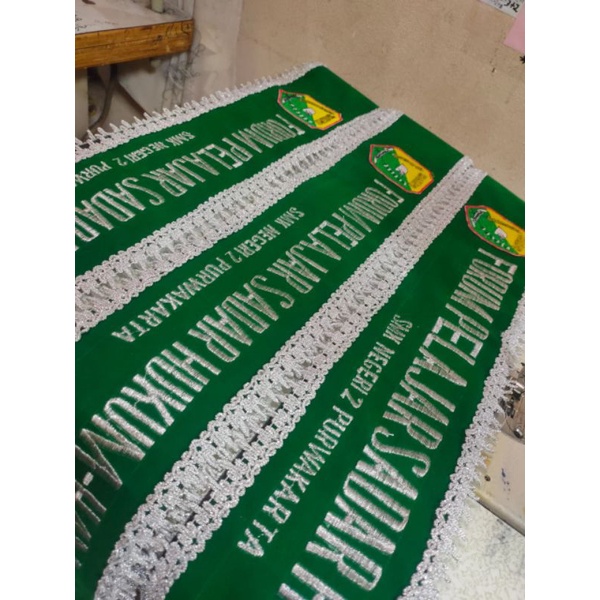 FORUM PELAJAR SADAR
SMK NEGERI 2
FORUM PELAJAR SADAR HUKUM
SMK NEGERI 2 PURWAKARTA
FORUM PELAJAR SADAR
SMK NEGERI 2 PURWAKARTA